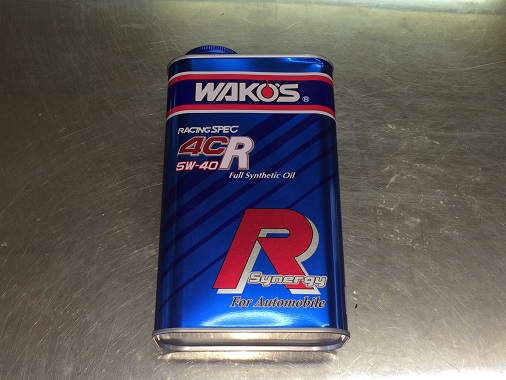 WAKO'S ®
RACING SPEC
4CR
5W-40
Full Synthetic Oil
R
Synergy
For Automobile